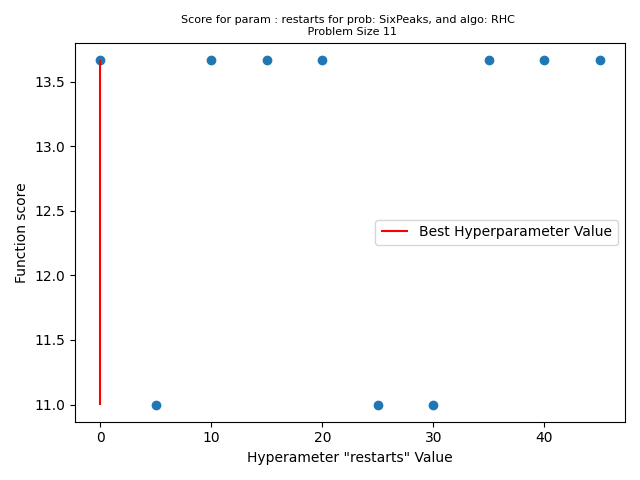 Score for param : restarts for prob: SixPeaks, and algo: RHC
Problem Size 11
Function score
13.5
13.0
12.5
12.0
11.5
11.0
Best Hyperparameter Value
0
10
20
30
40
Hyperameter "restarts" Value